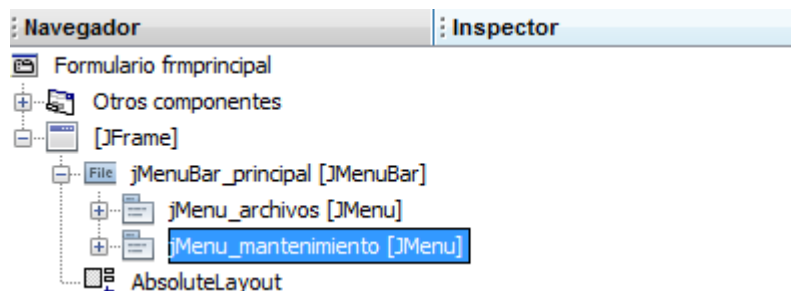 Navegador Inspector
Formulario frmprincipal
Otros componentes
[JFrame]
File jMenuBar_principal [JMenuBar]
jMenu_archivos [JMenu]
jMenu_mantenimiento [JMenu]
AbsoluteLayout